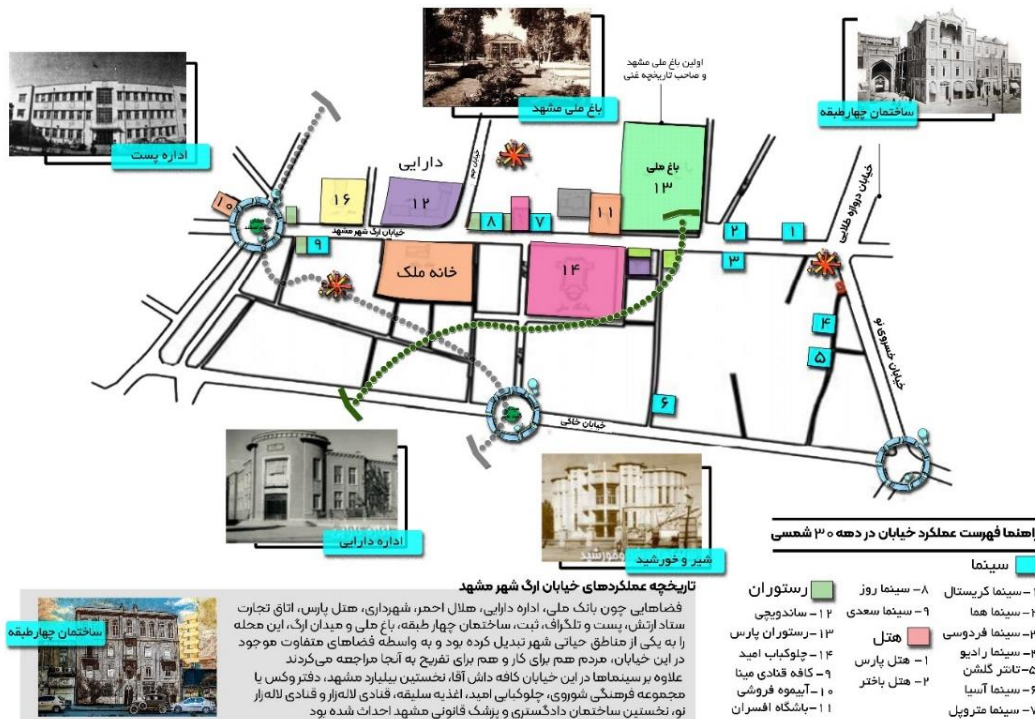 اولین باغ ملی مشهد
و صاحب تاریخچه غنی
باغ ملی مشهد
ساختمان چهارطبقه
اداره پست
دارایی
خیابان جم
باغ ملی
۱۳
۱۶
۱۲
۸
۷
۱۱
۲
۱
۱۰
خیابان ارگ شهر مشهد
خیابان دروازه طلایی
۹
خانه ملک
۱۴
۳
۴
۵
خیابان خسروی نو
۶
خیابان خاکی
اداره دارایی
شیر و خورشید
راهنما فهرست عملکرد خیابان در دهه ۳۰ شمسی
سینما
۱-سینما کریستال
۲-سینما هما
۳-سینما فردوسی
۴-سینما رادیو
۵-تئاتر گلشن
۶-سینما آسیا
۷-سینما متروپل
۸- سینما روز
۹- سینما سعدی
هتل
۱- هتل پارس
۲- هتل باختر
رستوران
۱۲- ساندویچی
۱۳-رستوران پارس
۱۴-چلوکباب امید
۹- کافه قنادی مینا
۱۰-آبیموه فروشی
۱۱-باشگاه افسران
تاریخچه عملکردهای خیابان ارگ شهر مشهد
فضاهایی چون بانک ملی، اداره دارایی، هلال احمر، شهرداری، هتل پارس، اتاق تجارت
ستاد ارتش، پست و تلگراف، ثبت، ساختمان چهار طبقه، باغ ملی و میدان ارگ، این محله
را به یکی از مناطق حیاتی شهر تبدیل کرده بود و به واسطه فضاهای متفاوت موجود
در این خیابان، مردم هم برای کار و هم برای تفریح به آنجا مراجعه می‌کردند
علاوه بر سینماها در این خیابان کافه داش آقا، نخستین بیلیارد مشهد، دفتر وکس یا
مجموعه فرهنگی شوروی، چلوکبابی امید، اغذیه سلیقه، قنادی لاله‌زار و قنادی لاله‌زار
نو، نخستین ساختمان دادگستری و پزشک قانونی مشهد احداث شده بود
ساختمان چهارطبقه